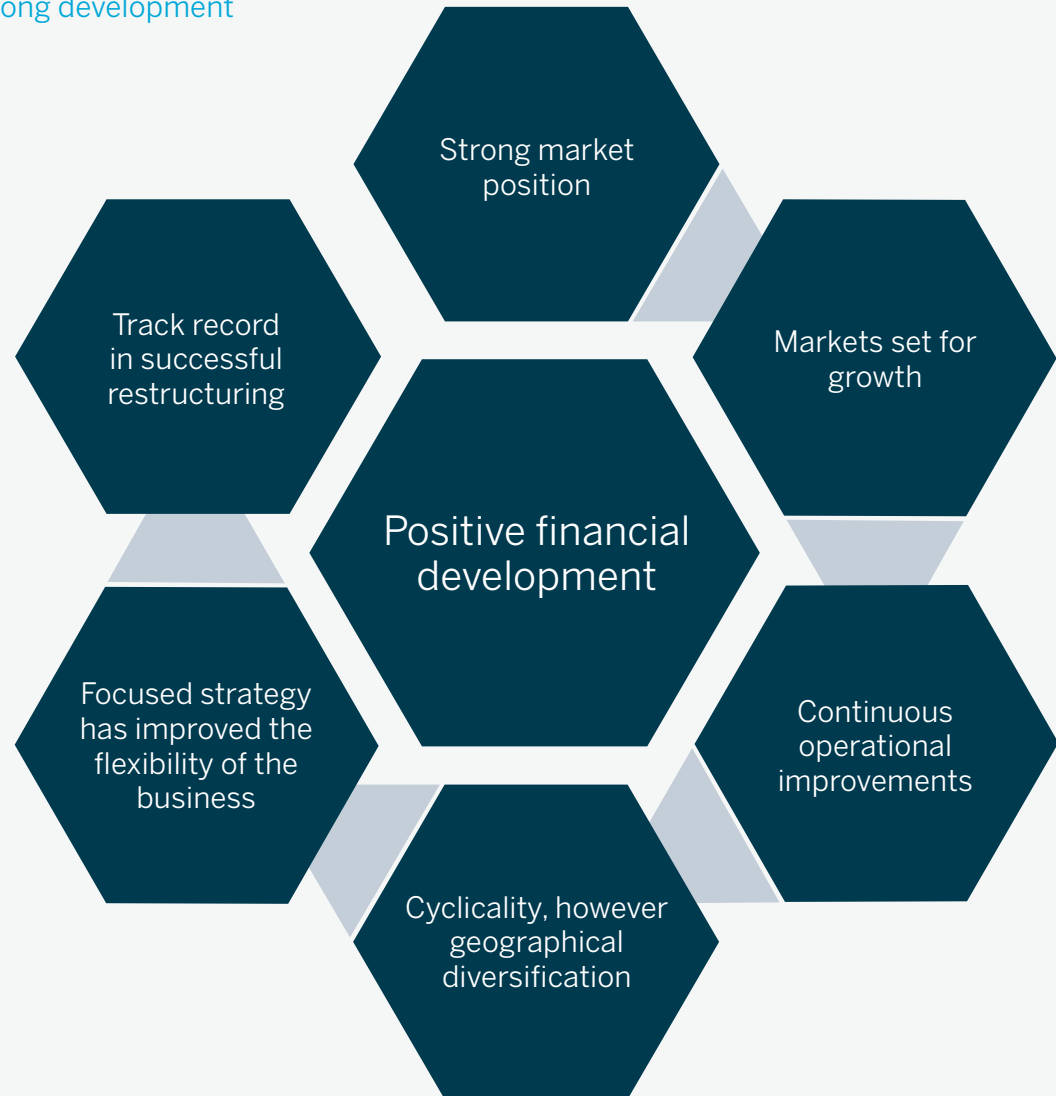 ong development
Strong market
position
Track record
in successful
restructuring
Markets set for
growth
Positive financial
development
Focused strategy
has improved the
flexibility of the
business
Continuous
operational
improvements
Cyclicality, however
geographical
diversification